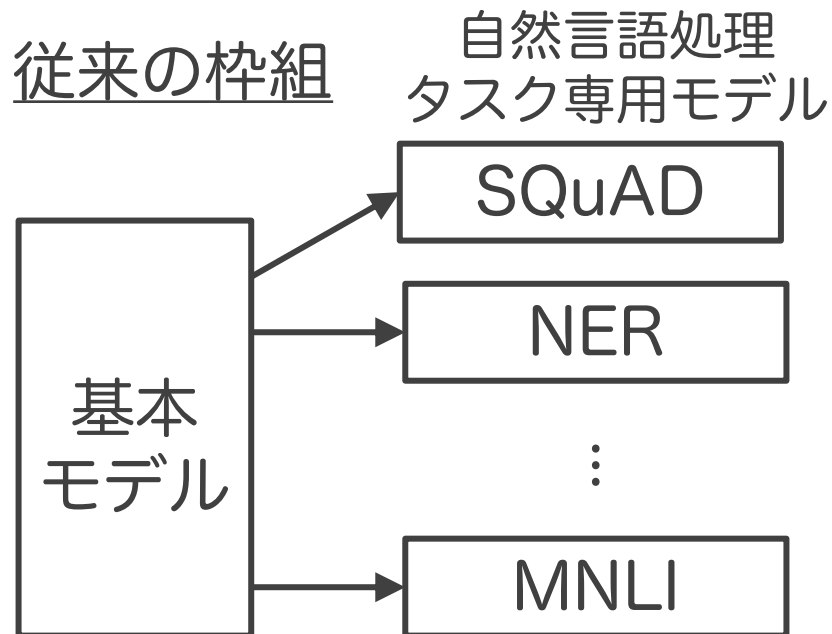 従来の枠組
自然言語処理
タスク専用モデル
SQuAD
NER
⋮
MNLI
基本
モデル